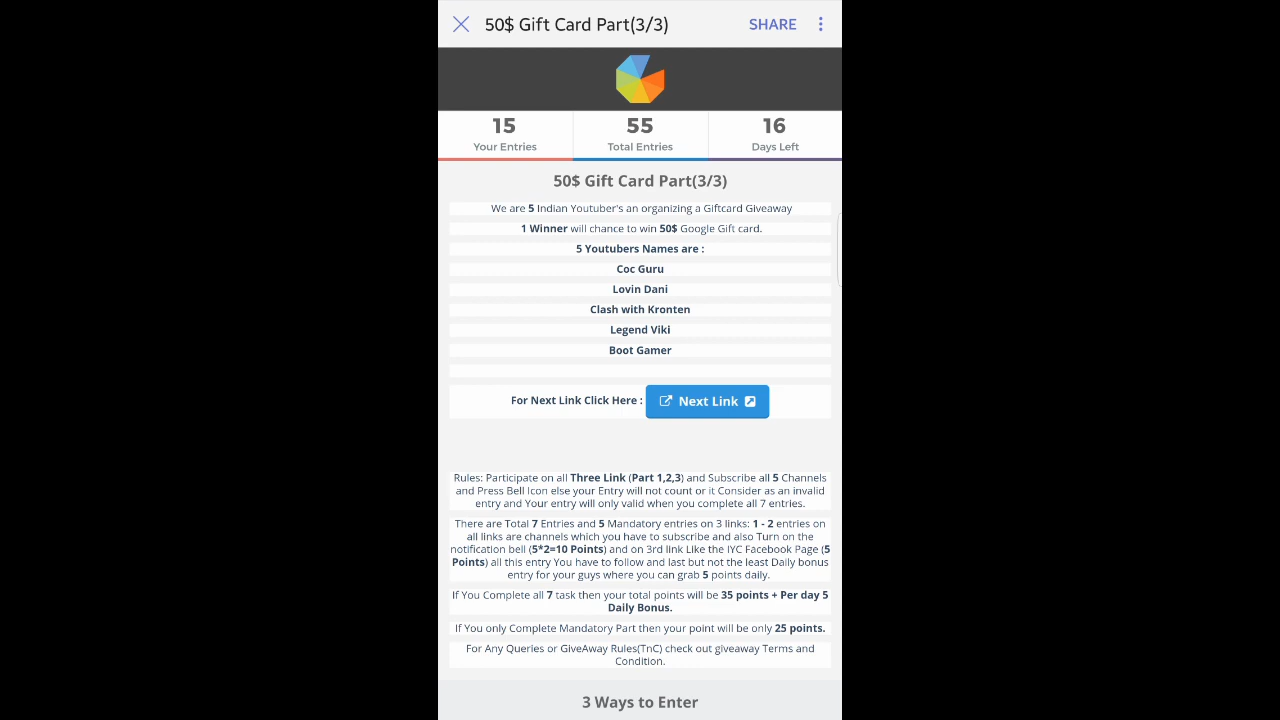 50$ Gift Card Part(3/3)
SHARE
15
55
16
Your Entries
Total Entries
Days Left
50$ Gift Card Part(3/3)
We are 5 Indian Youtuber's an organizing a Giftcard Giveaway
1 Winner will chance to win 50$ Google Gift card.
5 Youtubers Names are :
Coc Guru
Lovin Dani
Clash with Kronten
Legend Viki
Boot Gamer
For Next Link Click Here : Next Link
Rules: Participate on all Three Link (Part 1,2,3) and Subscribe all 5 Channels
and Press Bell Icon else your Entry will not count or it Consider as an invalid
entry and Your entry will only valid when you complete all 7 entries.
There are Total 7 Entries and 5 Mandatory entries on 3 links: 1 - 2 entries on
all links are channels which you have to subscribe and also Turn on the
notification bell (5*2=10 Points) and on 3rd link Like the IYC Facebook Page (5
Points) all this entry You have to follow and last but not the least Daily bonus
entry for your guys where you can grab 5 points daily.
If You Complete all 7 task then your total points will be 35 points + Per day 5
Daily Bonus.
If You only Complete Mandatory Part then your point will be only 25 points.
For Any Queries or GiveAway Rules(TnC) check out giveaway Terms and
Condition.
3 Ways to Enter